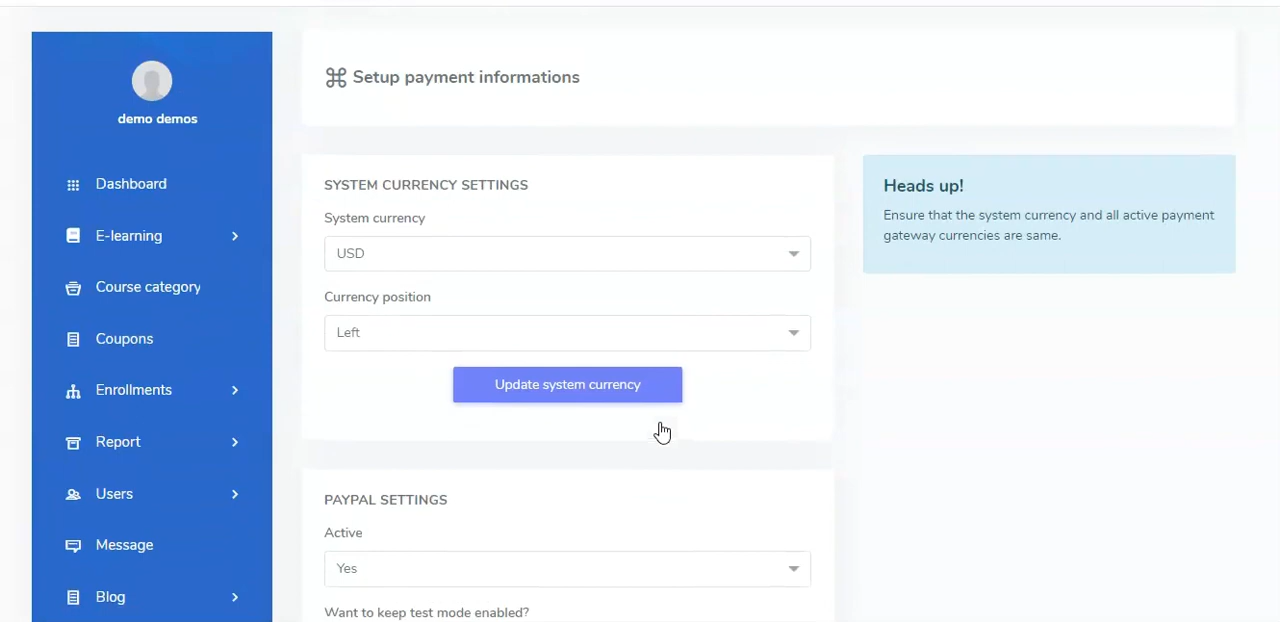 demo demos
Dashboard
E-learning
Course category
Coupons
Enrollments
Report
Users
Message
Blog
Setup payment informations
SYSTEM CURRENCY SETTINGS
System currency
USD
Currency position
Left
Update system currency
PAYPAL SETTINGS
Active
Yes
Want to keep test mode enabled?
Heads up!
Ensure that the system currency and all active payment
gateway currencies are same.